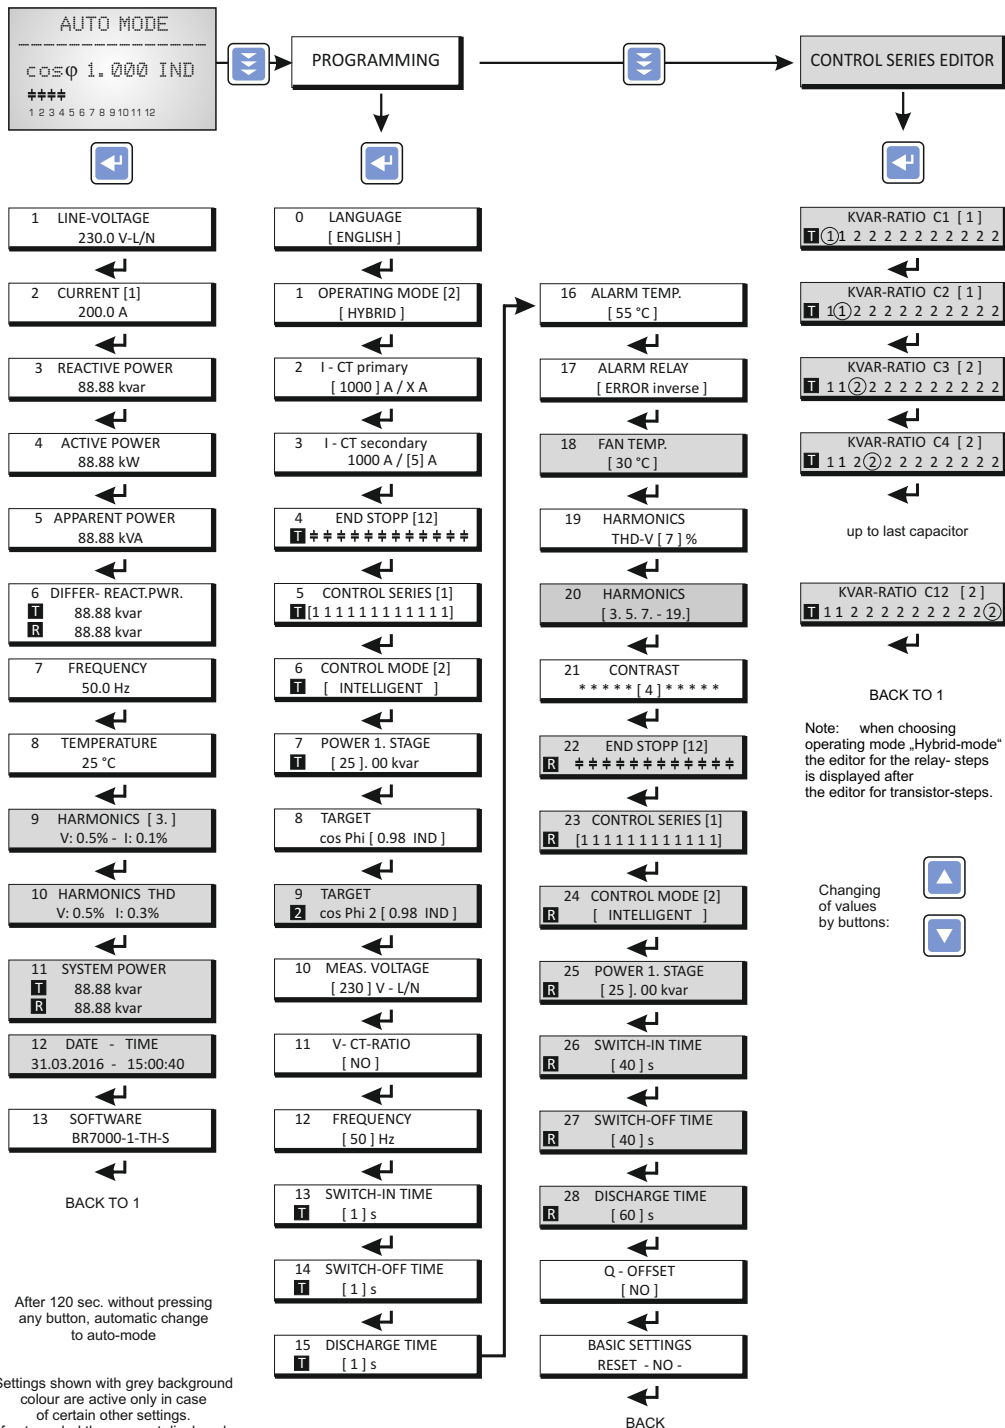 AUTO MODE
cosφ 1.000 IND
1 2 3 4 5 6 7 8 9 10 11 12
PROGRAMMING
CONTROL SERIES EDITOR
1 LINE-VOLTAGE
230.0 V-L/N
2 CURRENT [1]
200.0 A
3 REACTIVE POWER
88.88 kvar
4 ACTIVE POWER
88.88 kW
5 APPARENT POWER
88.88 kVA
6 DIFFER- REACT.PWR.
T 88.88 kvar
R 88.88 kvar
7 FREQUENCY
50.0 Hz
8 TEMPERATURE
25 °C
9 HARMONICS [ 3. ]
V: 0.5% - I: 0.1%
10 HARMONICS THD
V: 0.5% I: 0.3%
11 SYSTEM POWER
T 88.88 kvar
R 88.88 kvar
12 DATE - TIME
31.03.2016 - 15:00:40
13 SOFTWARE
BR7000-1-TH-S
BACK TO 1
After 120 sec. without pressing
any button, automatic change
to auto-mode
Settings shown with grey background
colour are active only in case
of certain other settings.
0 LANGUAGE
[ ENGLISH ]
1 OPERATING MODE [2]
[ HYBRID ]
2 I - CT primary
[ 1000 ] A / X A
3 I - CT secondary
1000 A / [5] A
4 END STOPP [12]
T
5 CONTROL SERIES [1]
T [1 1 1 1 1 1 1 1 1 1 1 1]
6 CONTROL MODE [2]
T [ INTELLIGENT ]
7 POWER 1. STAGE
T [ 25 ]. 00 kvar
8 TARGET
cos Phi [ 0.98 IND ]
9 TARGET
2 cos Phi 2 [ 0.98 IND ]
10 MEAS. VOLTAGE
[ 230 ] V - L/N
11 V- CT-RATIO
[ NO ]
12 FREQUENCY
[ 50 ] Hz
13 SWITCH-IN TIME
T [ 1 ] s
14 SWITCH-OFF TIME
T [ 1 ] s
15 DISCHARGE TIME
T [ 1 ] s
16 ALARM TEMP.
[ 55 °C ]
17 ALARM RELAY
[ ERROR inverse ]
18 FAN TEMP.
[ 30 °C ]
19 HARMONICS
THD-V [ 7 ] %
20 HARMONICS
[ 3. 5. 7. - 19.]
21 CONTRAST
* * * * * [ 4 ] * * * * *
22 END STOPP [12]
R
23 CONTROL SERIES [1]
R [1 1 1 1 1 1 1 1 1 1 1 1]
24 CONTROL MODE [2]
R [ INTELLIGENT ]
25 POWER 1. STAGE
R [ 25 ]. 00 kvar
26 SWITCH-IN TIME
R [ 40 ] s
27 SWITCH-OFF TIME
R [ 40 ] s
28 DISCHARGE TIME
R [ 60 ] s
Q - OFFSET
[ NO ]
BASIC SETTINGS
RESET - NO -
BACK
KVAR-RATIO C1 [ 1 ]
T 1 1 2 2 2 2 2 2 2 2 2 2
KVAR-RATIO C2 [ 1 ]
T 1 1 2 2 2 2 2 2 2 2 2 2
KVAR-RATIO C3 [ 2 ]
T 1 1 2 2 2 2 2 2 2 2 2 2
KVAR-RATIO C4 [ 2 ]
T 1 1 2 2 2 2 2 2 2 2 2 2
up to last capacitor
KVAR-RATIO C12 [ 2 ]
T 1 1 2 2 2 2 2 2 2 2 2 2
BACK TO 1
Note: when choosing
operating mode „Hybrid-mode“
the editor for the relay- steps
is displayed after
the editor for transistor-steps.
Changing
of values
by buttons: